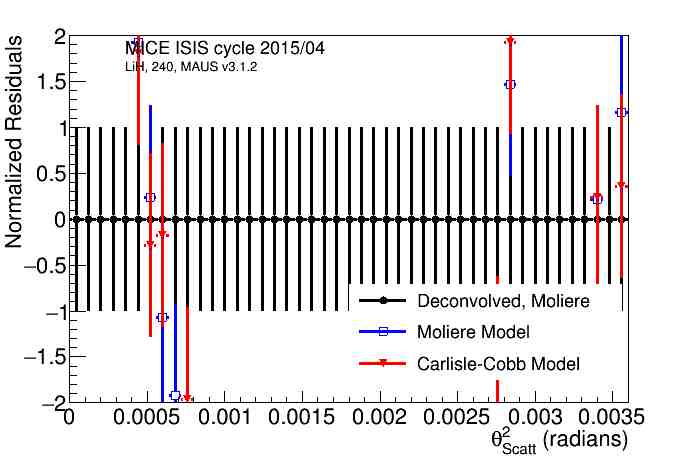 MICE ISIS cycle 2015/04
LiH, 240, MAUS v3.1.2
Normalized Residuals
2
1.5
1
0.5
0
−0.5
−1
−1.5
−2
Deconvolved, Moliere
Moliere Model
Carlisle-Cobb Model
0 0.0005 0.001 0.0015 0.002 0.0025 0.003 0.0035
θ²Scatt (radians)